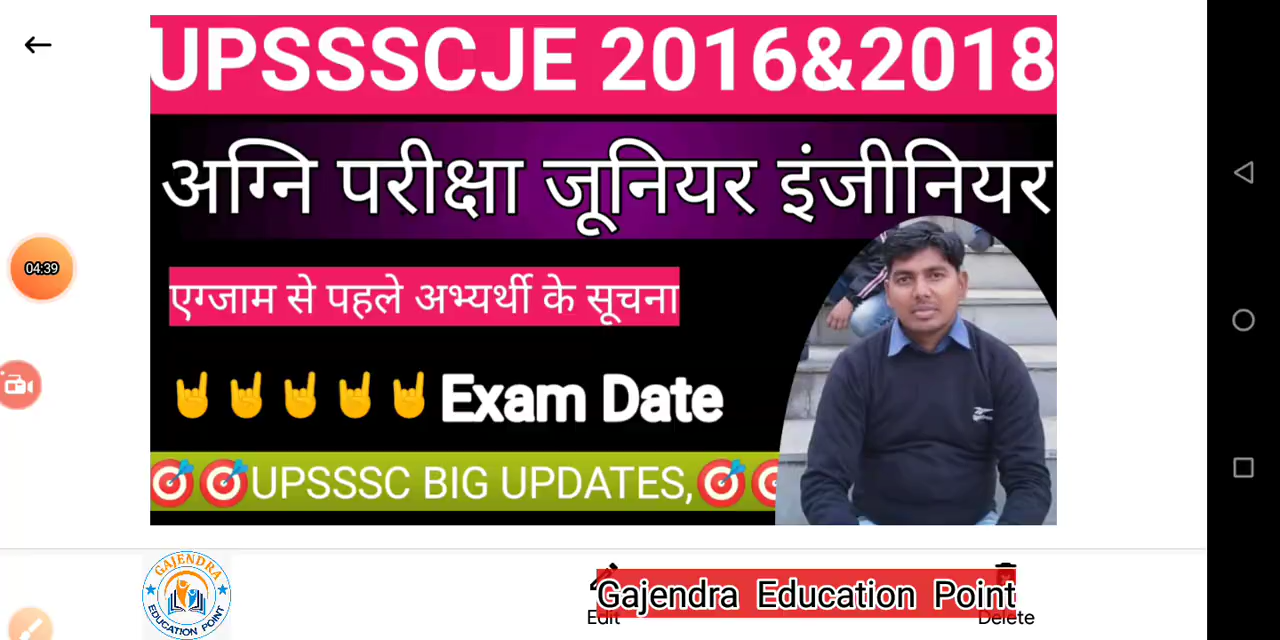 UPSSSCJE 2016&2018
अग्नि परीक्षा जूनियर इंजीनियर
04:39
एग्जाम से पहले अभ्यर्थी के सूचना
🤘🤘🤘🤘🤘Exam Date
🎯🎯UPSSSC BIG UPDATES,🎯🎯
GAJENDRA
EDUCATION POINT
Gajendra Education Point
Edit
Delete